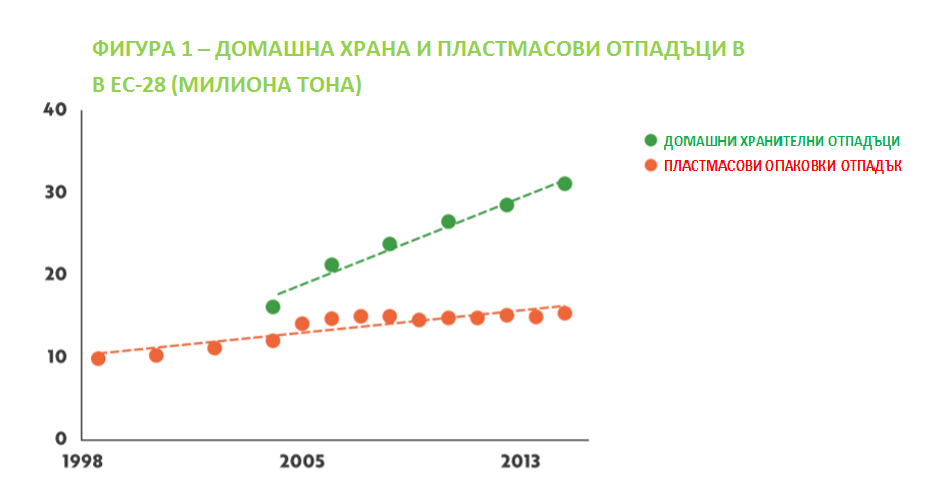 ФИГУРА 1 – ДОМАШНА ХРАНА И ПЛАСТМАСОВИ ОТПАДЪЦИ В
В ЕС-28 (МИЛИОНА ТОНА)
40
ДОМАШНИ ХРАНИТЕЛНИ ОТПАДЪЦИ
ПЛАСТМАСОВИ ОПАКОВКИ ОТПАДЪК
30
20
10
0
1998 2005 2013